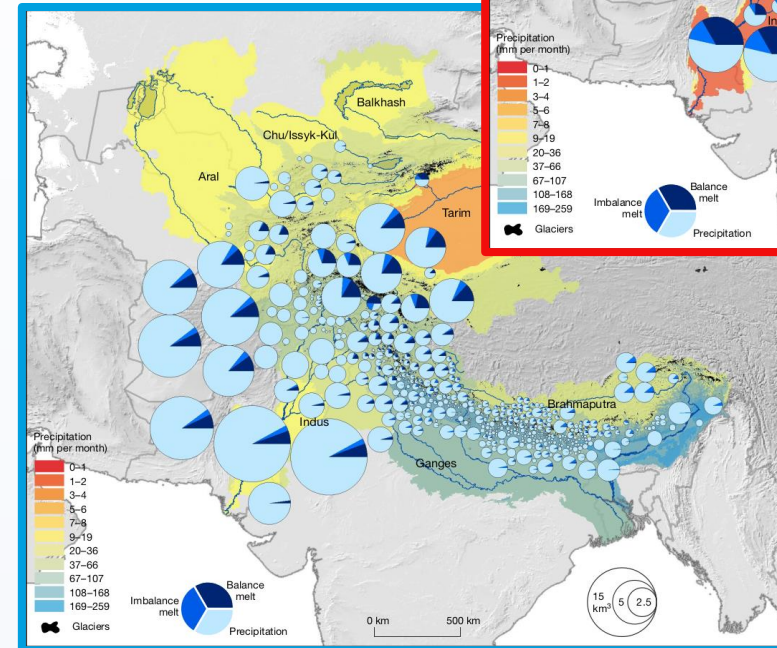 Balkhash
Chu/Issyk-Kul
Aral
Tarim
Brahmaputra
Indus
Ganges
Precipitation
(mm per month)
0–1
1–2
3–4
5–6
7–8
9–19
20–36
37–66
67–107
108–168
169–259
Glaciers
Imbalance
melt
Balance
melt
Precipitation
0 km 500 km
15
km³
5
2.5
In
Precipitation
(mm per month)
0–1
1–2
3–4
5–6
7–8
9–19
20–36
37–66
67–107
108–168
169–259
Glaciers
Imbalance
melt
Balance
melt
Precipitation